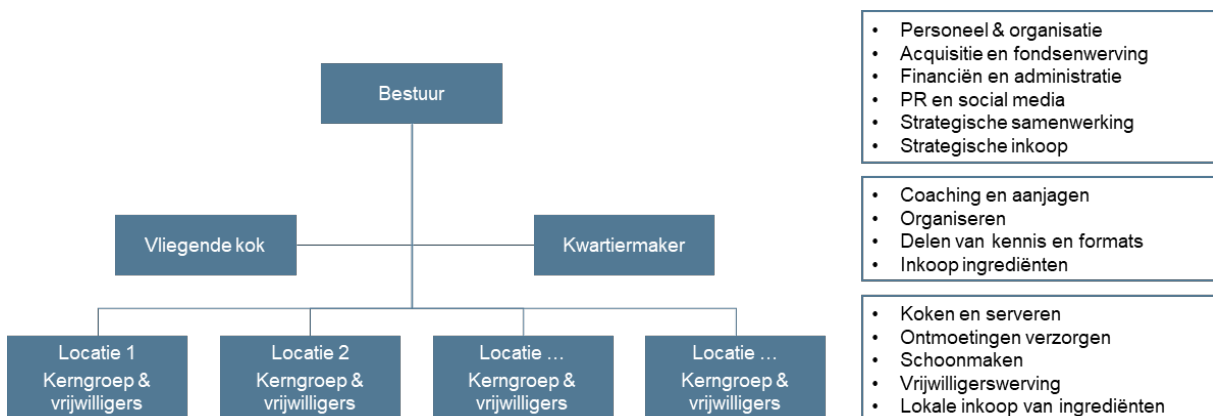 Bestuur
Vliegende kok
Kwartiermaker
Locatie 1
Kerngroep &
vrijwilligers
Locatie 2
Kerngroep &
vrijwilligers
Locatie ...
Kerngroep &
vrijwilligers
Locatie ...
Kerngroep &
vrijwilligers
• Personeel & organisatie
• Acquisitie en fondsenwerving
• Financiën en administratie
• PR en social media
• Strategische samenwerking
• Strategische inkoop
• Coaching en aanjagen
• Organiseren
• Delen van kennis en formats
• Inkoop ingrediënten
• Koken en serveren
• Ontmoetingen verzorgen
• Schoonmaken
• Vrijwilligerswerving
• Lokale inkoop van ingrediënten